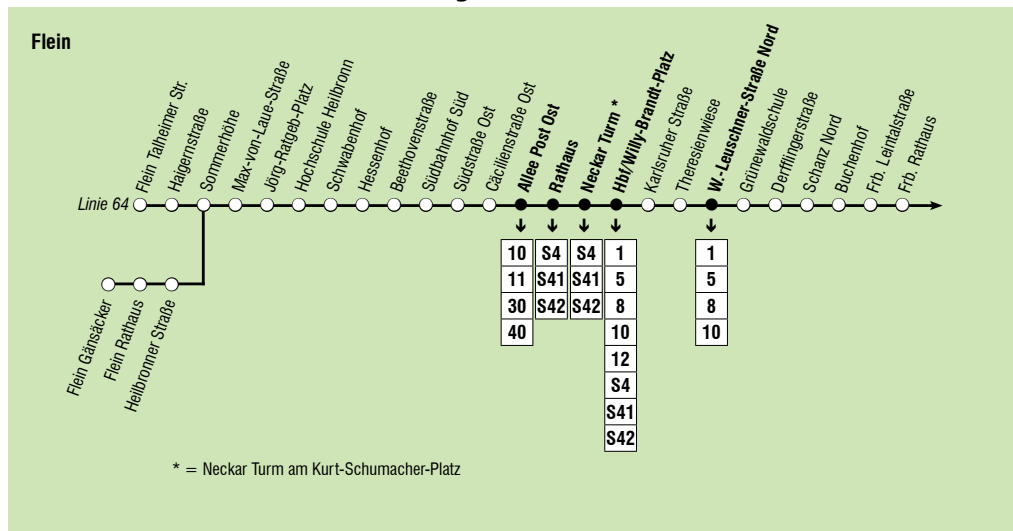 Flein
Flein Talheimer Str.
Haigernstraße
Sommerhöhe
Max-von-Laue-Straße
Jörg-Ratgeb-Platz
Hochschule Heilbronn
Schwabenhof
Hessenhof
Beethovenstraße
Südbahnhof Süd
Südstraße Ost
Cäcilienstraße Ost
Allee Post Ost
Rathaus
Neckar Turm *
Hbf/Willy-Brandt-Platz
Karlsruher Straße
Theresienwiese
W.-Leuschner-Straße Nord
Grünewaldschule
Derfflingerstraße
Schanz Nord
Buchenhof
Frb. Leintalstraße
Frb. Rathaus
Linie 64
10
11
30
40
S4
S41
S42
S4
S41
S42
1
5
8
10
12
S4
S41
S42
1
5
8
10
Flein Gänsäcker
Flein Rathaus
Heilbronner Straße
* = Neckar Turm am Kurt-Schumacher-Platz